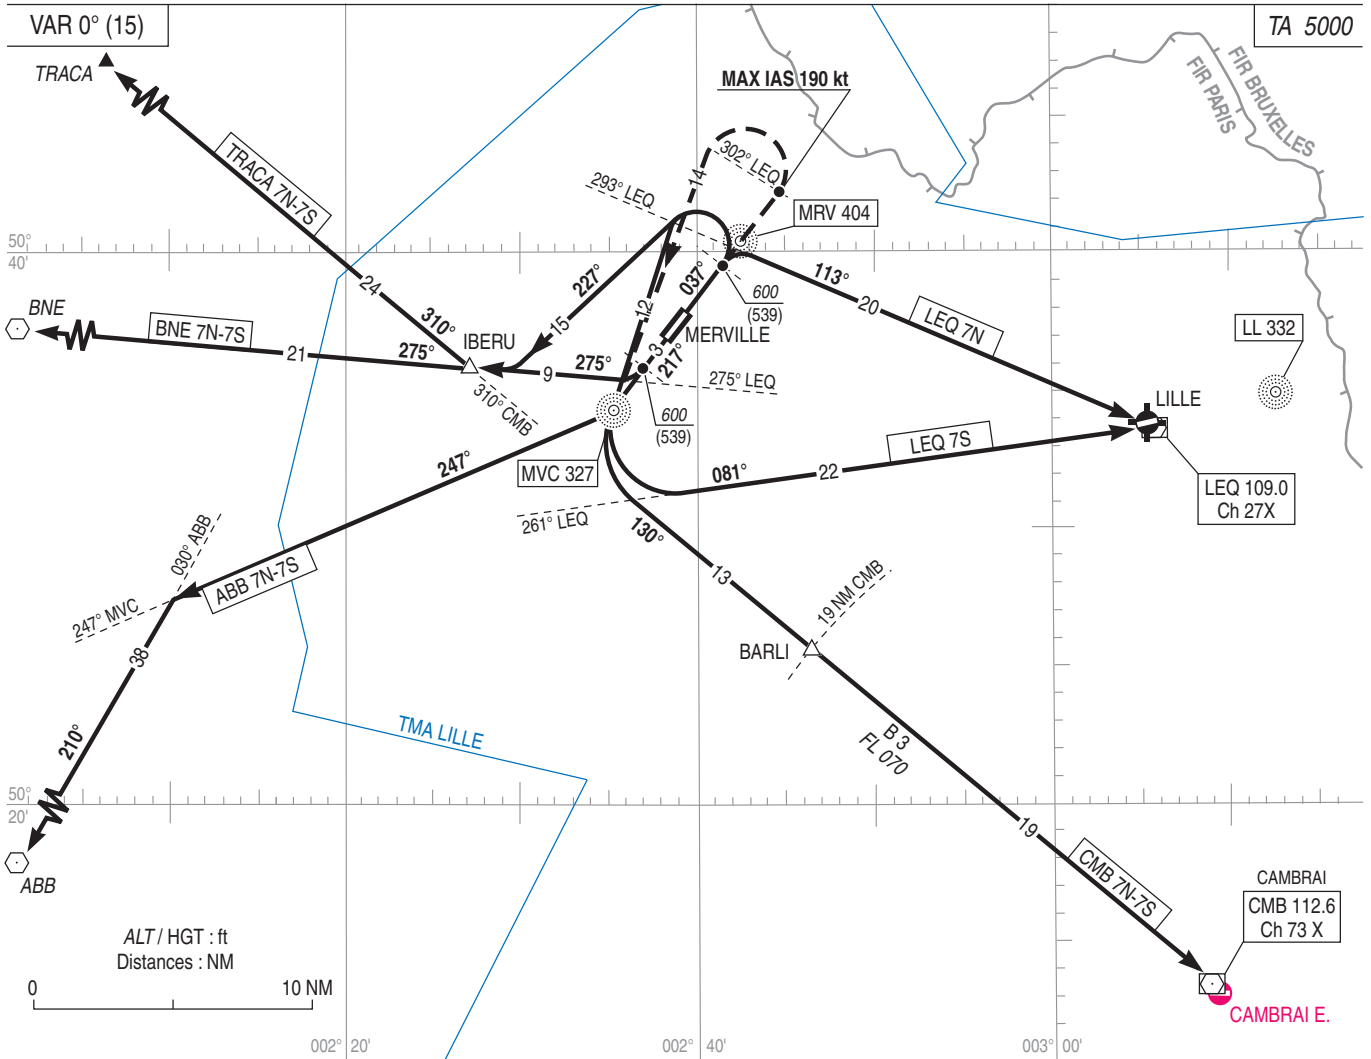 VAR 0° (15)
TA 5000
TRACA
MAX IAS 190 kt
FIR BRUXELLES
FIR PARIS
TRACA 7N-7S
302° LEQ
14
293° LEQ
MRV 404
50°
40'
24
227°
037°
113°
20
LEQ 7N
600
(539)
BNE
BNE 7N-7S
21
310°
275°
IBERU
15
12
MERVILLE
LL 332
9
275°
3
217°
275° LEQ
310° CMB
600
(539)
LILLE
247°
MVC 327
081°
22
LEQ 7S
LEQ 109.0
Ch 27X
261° LEQ
130°
030° ABB
ABB 7N-7S
247° MVC
13
19 NM CMB
38
BARLI
210°
TMA LILLE
B 3
FL 070
50°
20'
19
ABB
CMB 7N-7S
CAMBRAI
CMB 112.6
Ch 73 X
ALT / HGT : ft
Distances : NM
0
10 NM
CAMBRAI E.
002° 20'
002° 40'
003° 00'